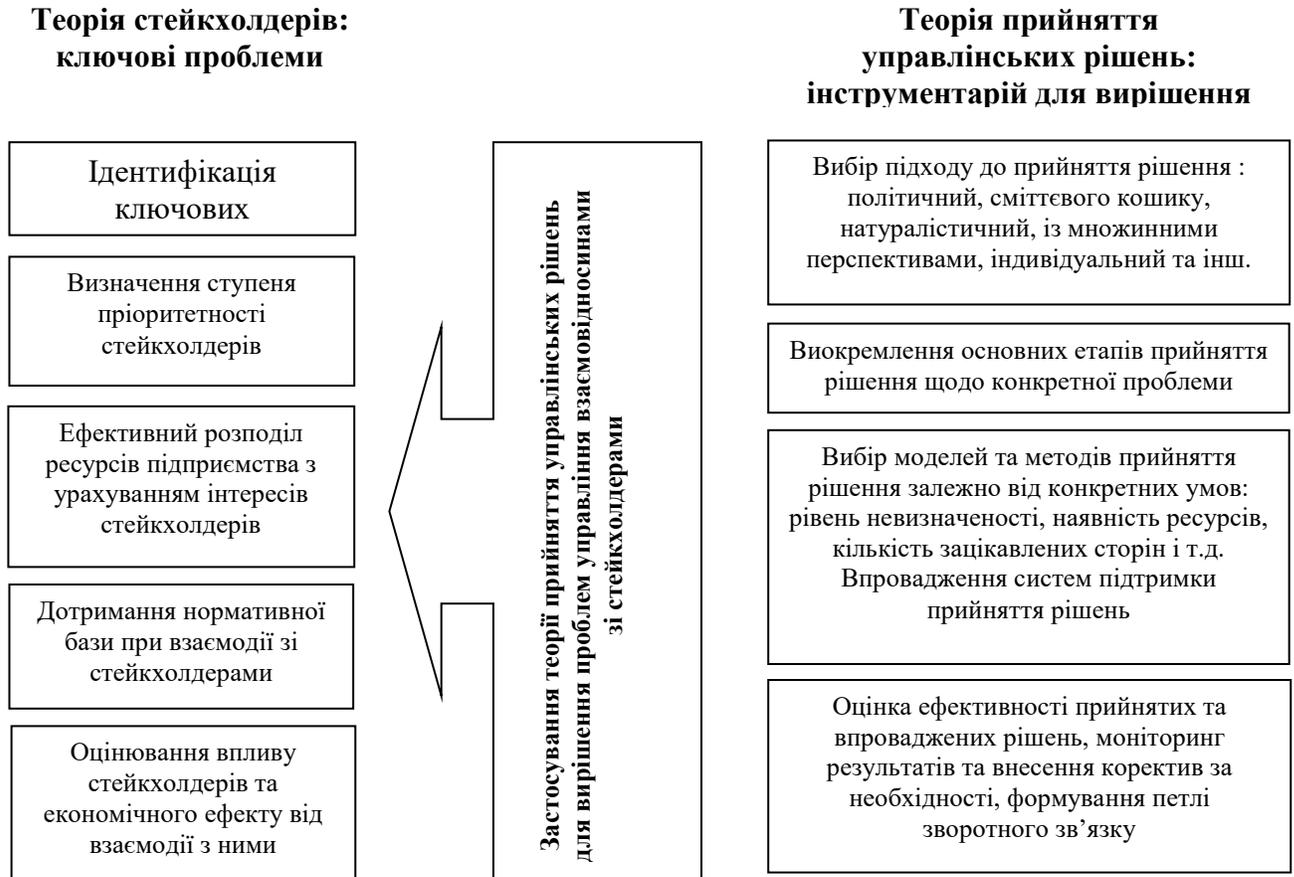 Теорія стейкхолдерів:
ключові проблеми
Ідентифікація
ключових
Визначення ступеня
пріоритетності
стейкхолдерів
Ефективний розподіл
ресурсів підприємства з
урахуванням інтересів
стейкхолдерів
Дотримання нормативної
бази при взаємодії зі
стейкхолдерами
Оцінювання впливу
стейкхолдерів та
економічного ефекту від
взаємодії з ними
Застосування теорії прийняття управлінських рішень
для вирішення проблем управління взаємовідносинами
зі стейкхолдерами
Теорія прийняття
управлінських рішень:
інструментарій для вирішення
Вибір підходу до прийняття рішення :
політичний, сміттєвого кошику,
натуралістичний, із множинними
перспективами, індивідуальний та інш.
Виокремлення основних етапів прийняття
рішення щодо конкретної проблеми
Вибір моделей та методів прийняття
рішення залежно від конкретних умов:
рівень невизначеності, наявність ресурсів,
кількість зацікавлених сторін і т.д.
Впровадження систем підтримки
прийняття рішень
Оцінка ефективності прийнятих та
впроваджених рішень, моніторинг
результатів та внесення коректив за
необхідності, формування петлі
зворотного зв’язку